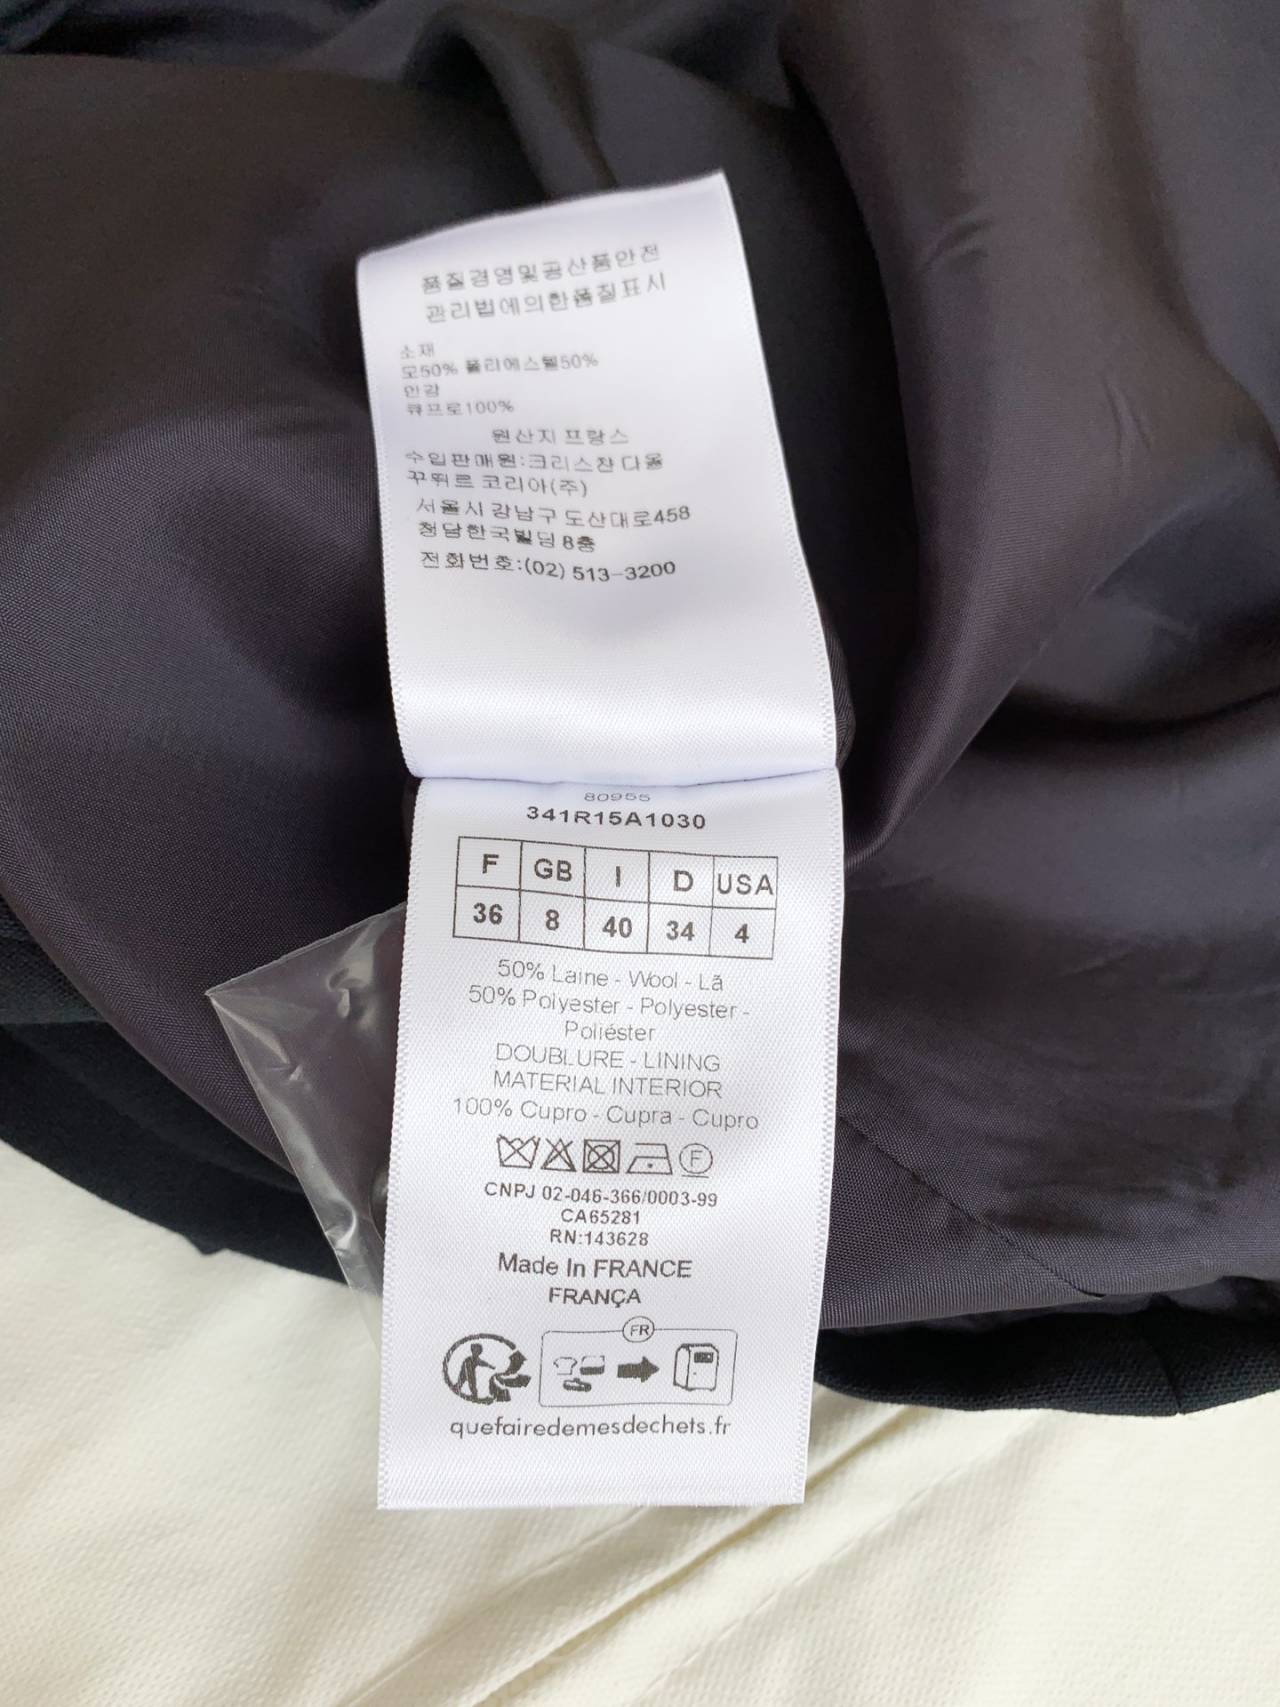 품질경영및공산품안전
관리법에의한품질표시
소재
모50% 폴리에스텔50%
안감
큐프로100%
원산지 프랑스
수입판매원:크리스챤 디올
꾸뛰르 코리아(주)
서울시 강남구 도산대로458
청담한국빌딩 8층
전화번호:(02) 513-3200
80955
341R15A1030
F GB I D USA
36 8 40 34 4
50% Laine - Wool - Lã
50% Polyester - Polyester -
Poliéster
DOUBLURE - LINING
MATERIAL INTERIOR
100% Cupro - Cupra - Cupro
F
CNPJ 02-046-366/0003-99
CA65281
RN:143628
Made In FRANCE
FRANÇA
FR
quefairedemesdechets.fr